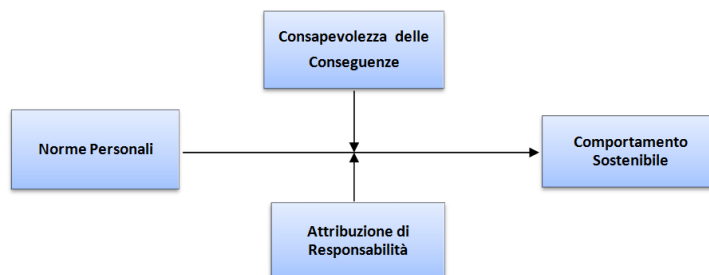 Consapevolezza delle
Conseguenze
Norme Personali
Comportamento
Sostenibile
Attribuzione di
Responsabilità